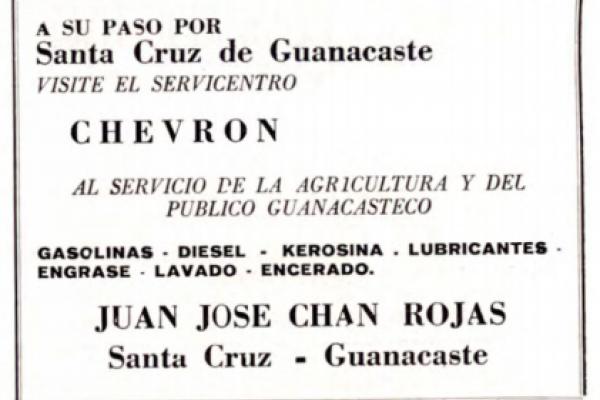 A SU PASO POR
Santa Cruz de Guanacaste
VISITE EL SERVICENTRO
CHEVRON
AL SERVICIO DE LA AGRICULTURA Y DEL
PUBLICO GUANACASTECO
GASOLINAS - DIESEL - KEROSINA . LUBRICANTES -
ENGRASE - LAVADO - ENCERADO.
JUAN JOSE CHAN ROJAS
Santa Cruz - Guanacaste